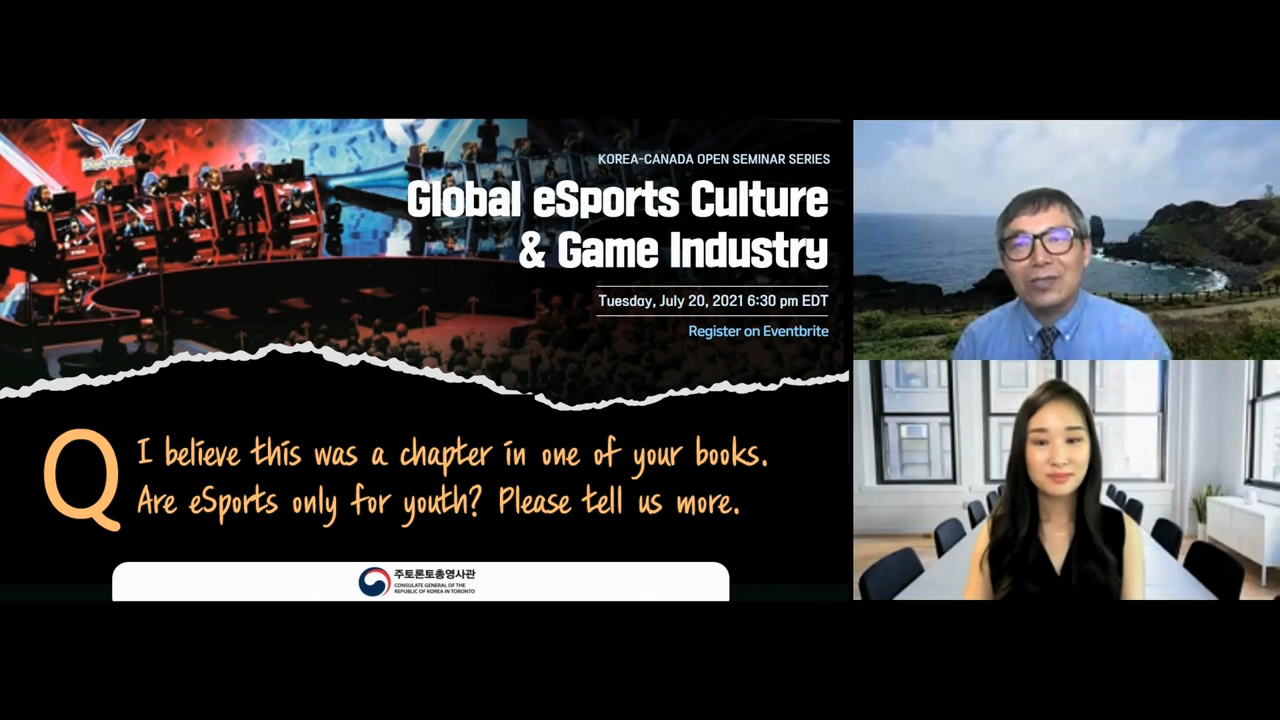 KOREA-CANADA OPEN SEMINAR SERIES
Global eSports Culture
& Game Industry
Tuesday, July 20, 2021 6:30 pm EDT
Register on Eventbrite
Q
I believe this was a chapter in one of your books.
Are eSports only for youth? Please tell us more.
주토론토총영사관
CONSULATE GENERAL OF THE
REPUBLIC OF KOREA IN TORONTO